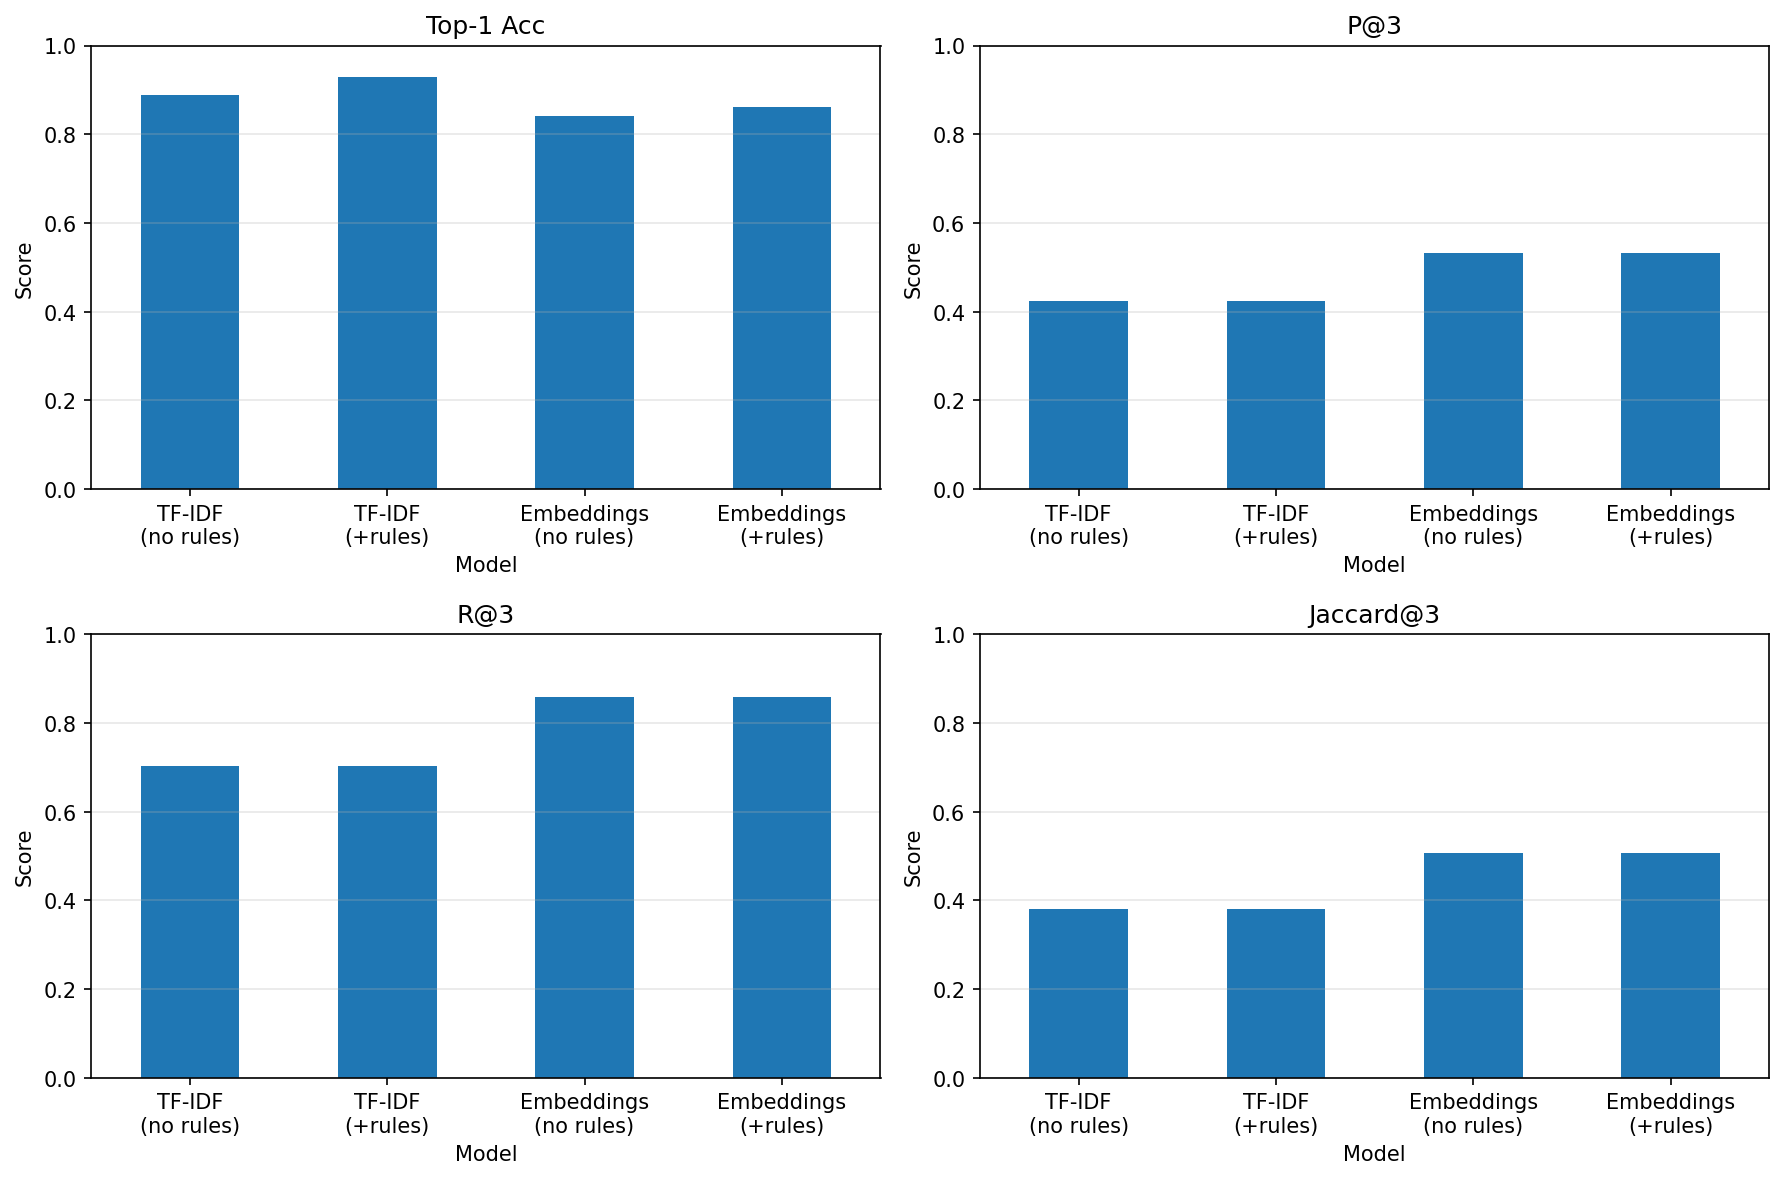 Top-1 Acc
1.0
0.8
0.6
0.4
0.2
0.0
Score
TF-IDF
(no rules)
TF-IDF
(+rules)
Embeddings
(no rules)
Embeddings
(+rules)
Model
P@3
1.0
0.8
0.6
0.4
0.2
0.0
Score
TF-IDF
(no rules)
TF-IDF
(+rules)
Embeddings
(no rules)
Embeddings
(+rules)
Model
R@3
1.0
0.8
0.6
0.4
0.2
0.0
Score
TF-IDF
(no rules)
TF-IDF
(+rules)
Embeddings
(no rules)
Embeddings
(+rules)
Model
Jaccard@3
1.0
0.8
0.6
0.4
0.2
0.0
Score
TF-IDF
(no rules)
TF-IDF
(+rules)
Embeddings
(no rules)
Embeddings
(+rules)
Model